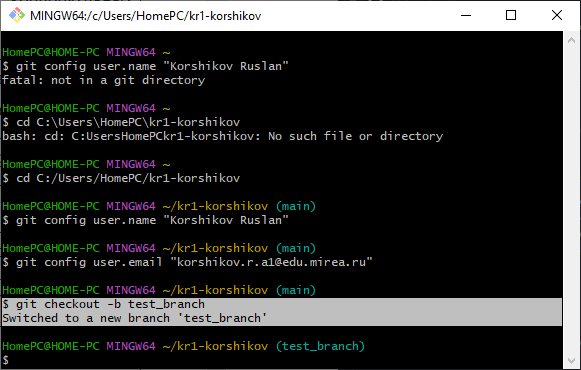 MINGW64:/c/Users/HomePC/kr1-korshikov
HomePC@HOME-PC MINGW64 ~
$ git config user.name "Korshikov Ruslan"
fatal: not in a git directory
HomePC@HOME-PC MINGW64 ~
$ cd C:\Users\HomePC\kr1-korshikov
bash: cd: C:UsersHomePCkr1-korshikov: No such file or directory
HomePC@HOME-PC MINGW64 ~
$ cd C:/Users/HomePC/kr1-korshikov
HomePC@HOME-PC MINGW64 ~/kr1-korshikov (main)
$ git config user.name "Korshikov Ruslan"
HomePC@HOME-PC MINGW64 ~/kr1-korshikov (main)
$ git config user.email "korshikov.r.a1@edu.mirea.ru"
HomePC@HOME-PC MINGW64 ~/kr1-korshikov (main)
$ git checkout -b test_branch
Switched to a new branch 'test_branch'
HomePC@HOME-PC MINGW64 ~/kr1-korshikov (test_branch)
$